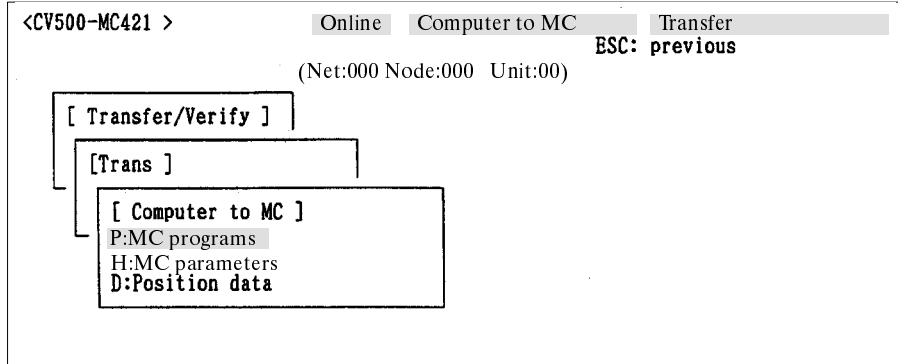 <CV500-MC421 > Online Computer to MC Transfer
ESC: previous
(Net:000 Node:000 Unit:00)
[ Transfer/Verify ]
[Trans ]
[ Computer to MC ]
P:MC programs
H:MC parameters
D:Position data